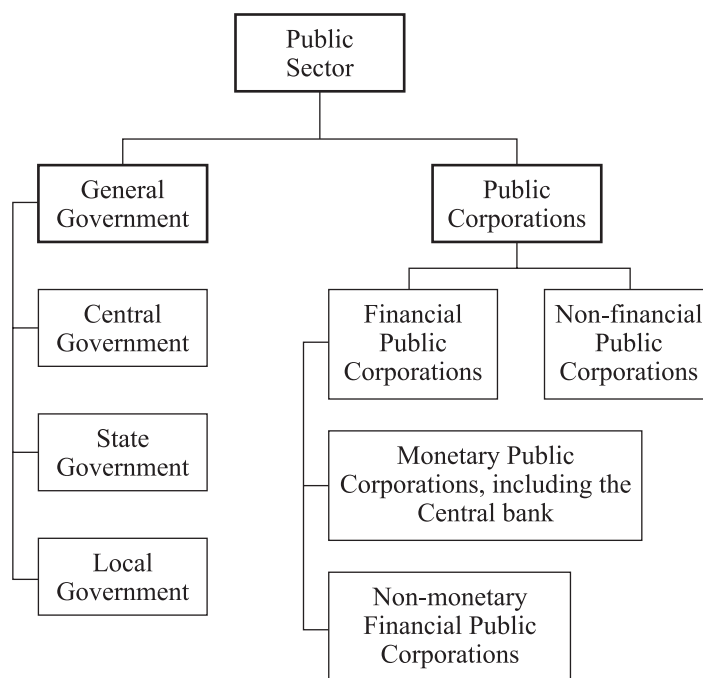 Public
Sector
General
Government
Public
Corporations
Central
Government
Financial
Public
Corporations
Non-financial
Public
Corporations
State
Government
Monetary Public
Corporations, including the
Central bank
Local
Government
Non-monetary
Financial Public
Corporations